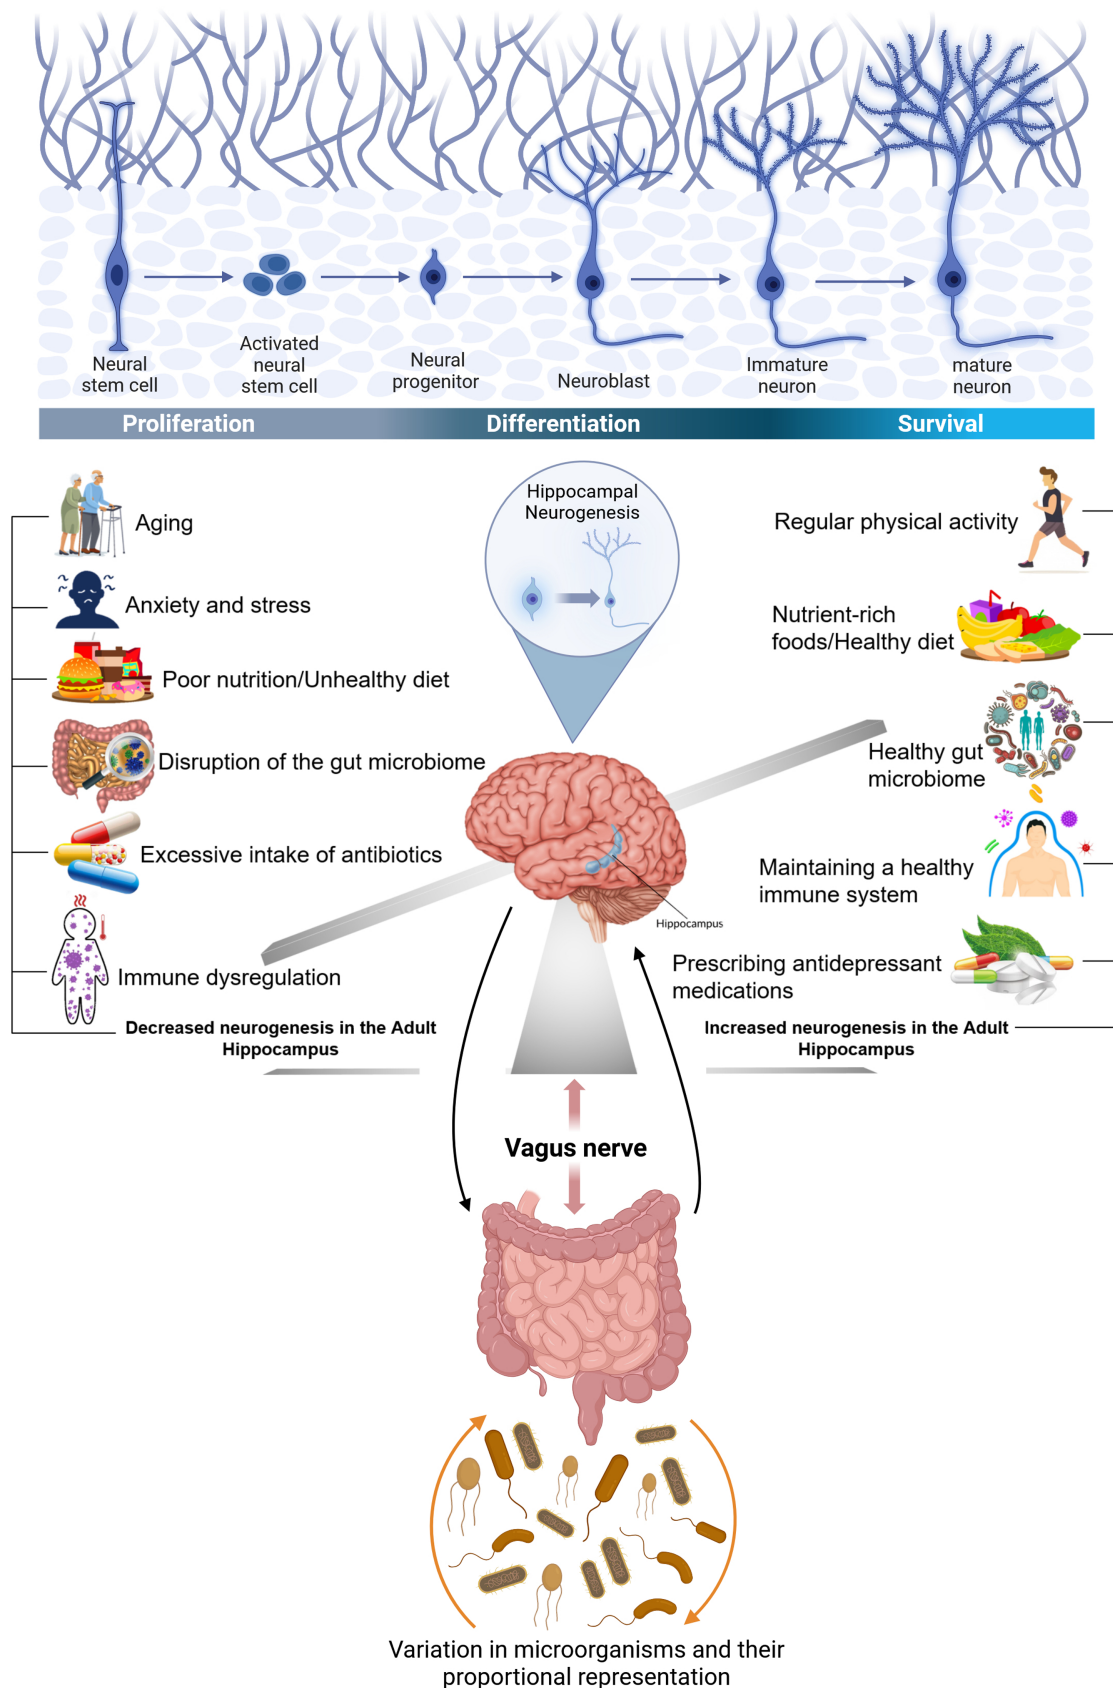 Neural
stem cell
Activated
neural
stem cell
Neural
progenitor
Neuroblast
Immature
neuron
mature
neuron
Proliferation
Differentiation
Survival
Hippocampal
Neurogenesis
Aging
Anxiety and stress
Poor nutrition/Unhealthy diet
Disruption of the gut microbiome
Excessive intake of antibiotics
Immune dysregulation
Decreased neurogenesis in the Adult
Hippocampus
Regular physical activity
Nutrient-rich
foods/Healthy diet
Healthy gut
microbiome
Maintaining a healthy
immune system
Hippocampus
Prescribing antidepressant
medications
Increased neurogenesis in the Adult
Hippocampus
Vagus nerve
Variation in microorganisms and their
proportional representation